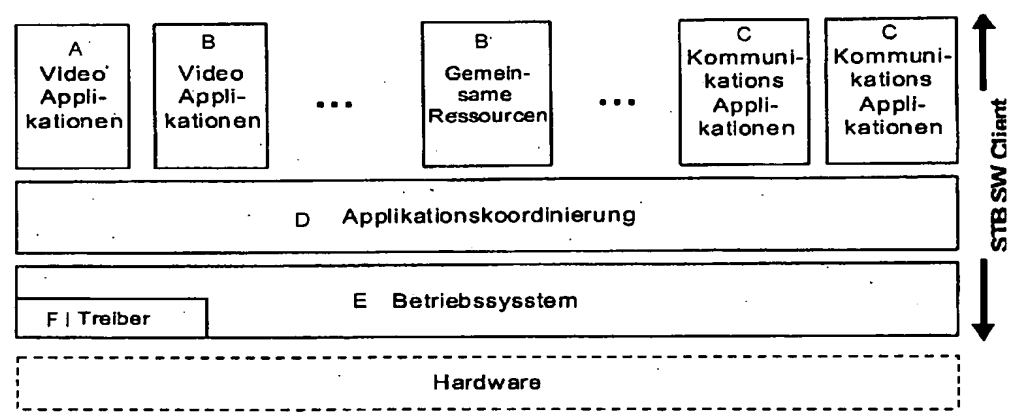 A
Video
Appli-
kationen
B
Video
Appli-
kationen
...
B
Gemein-
same
Ressourcen
...
C
Kommuni-
kations
Appli-
kationen
C
Kommuni-
kations
Appli-
kationen
STB SW Client
D Applikationskoordinierung
E Betriebssysstem
F | Treiber
Hardware